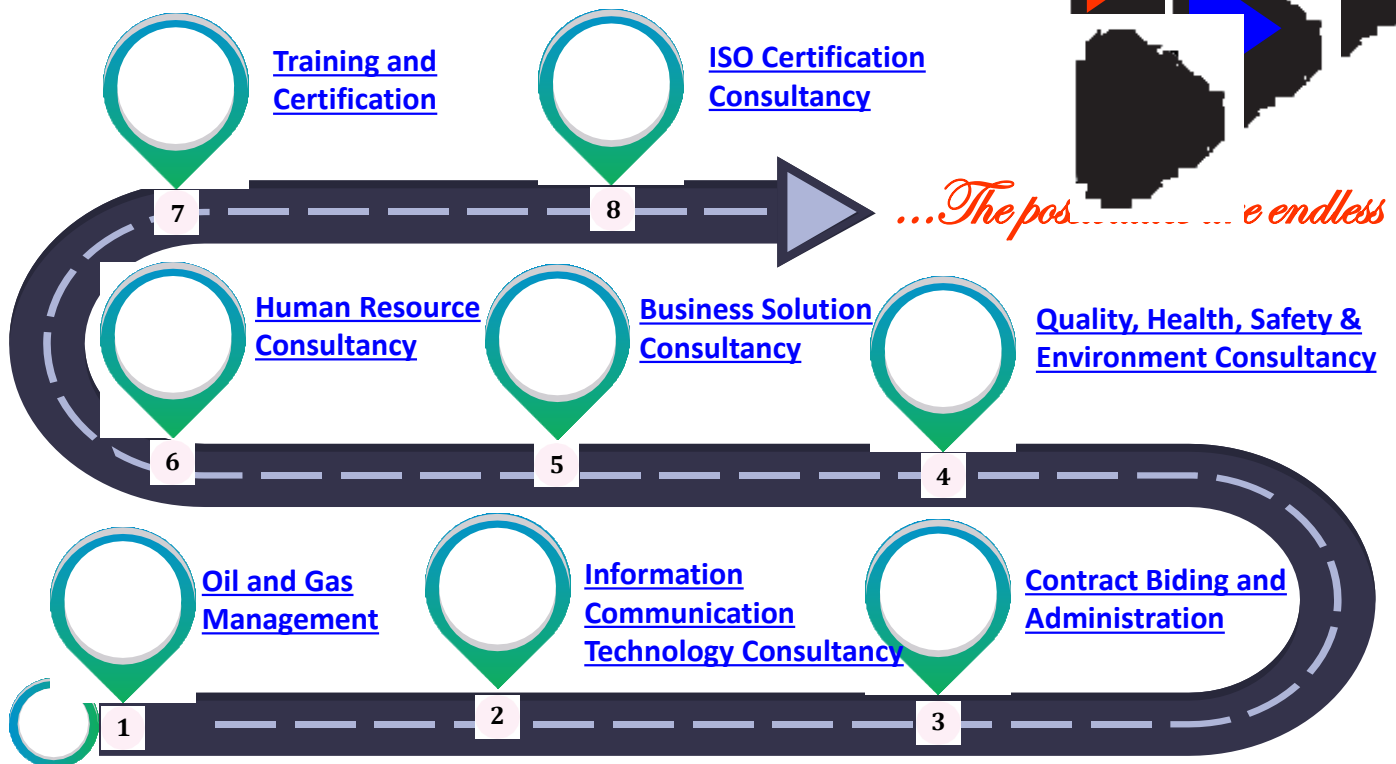 Training and
Certification
7
ISO Certification
Consultancy
8
...The pos e endless
Human Resource
Consultancy
6
Business Solution
Consultancy
5
Quality, Health, Safety &
Environment Consultancy
4
Oil and Gas
Management
1
Information
Communication
Technology Consultancy
2
Contract Biding and
Administration
3